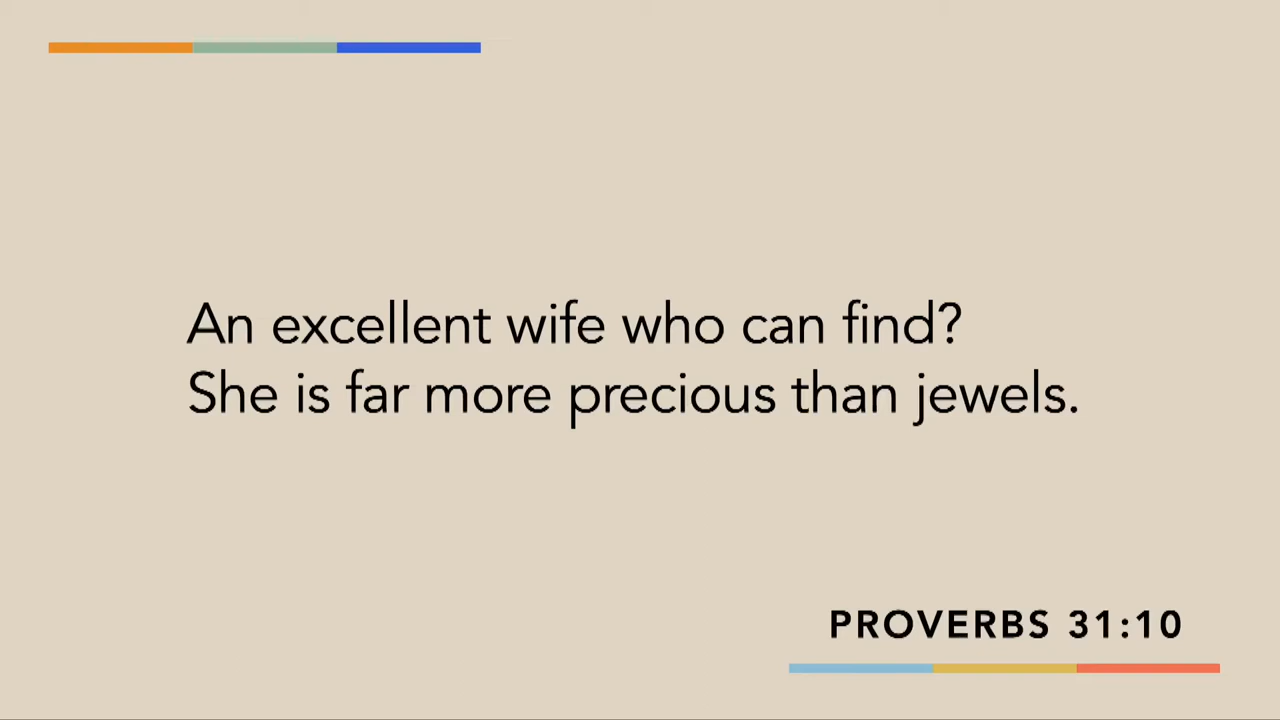 An excellent wife who can find?
She is far more precious than jewels.
PROVERBS 31:10